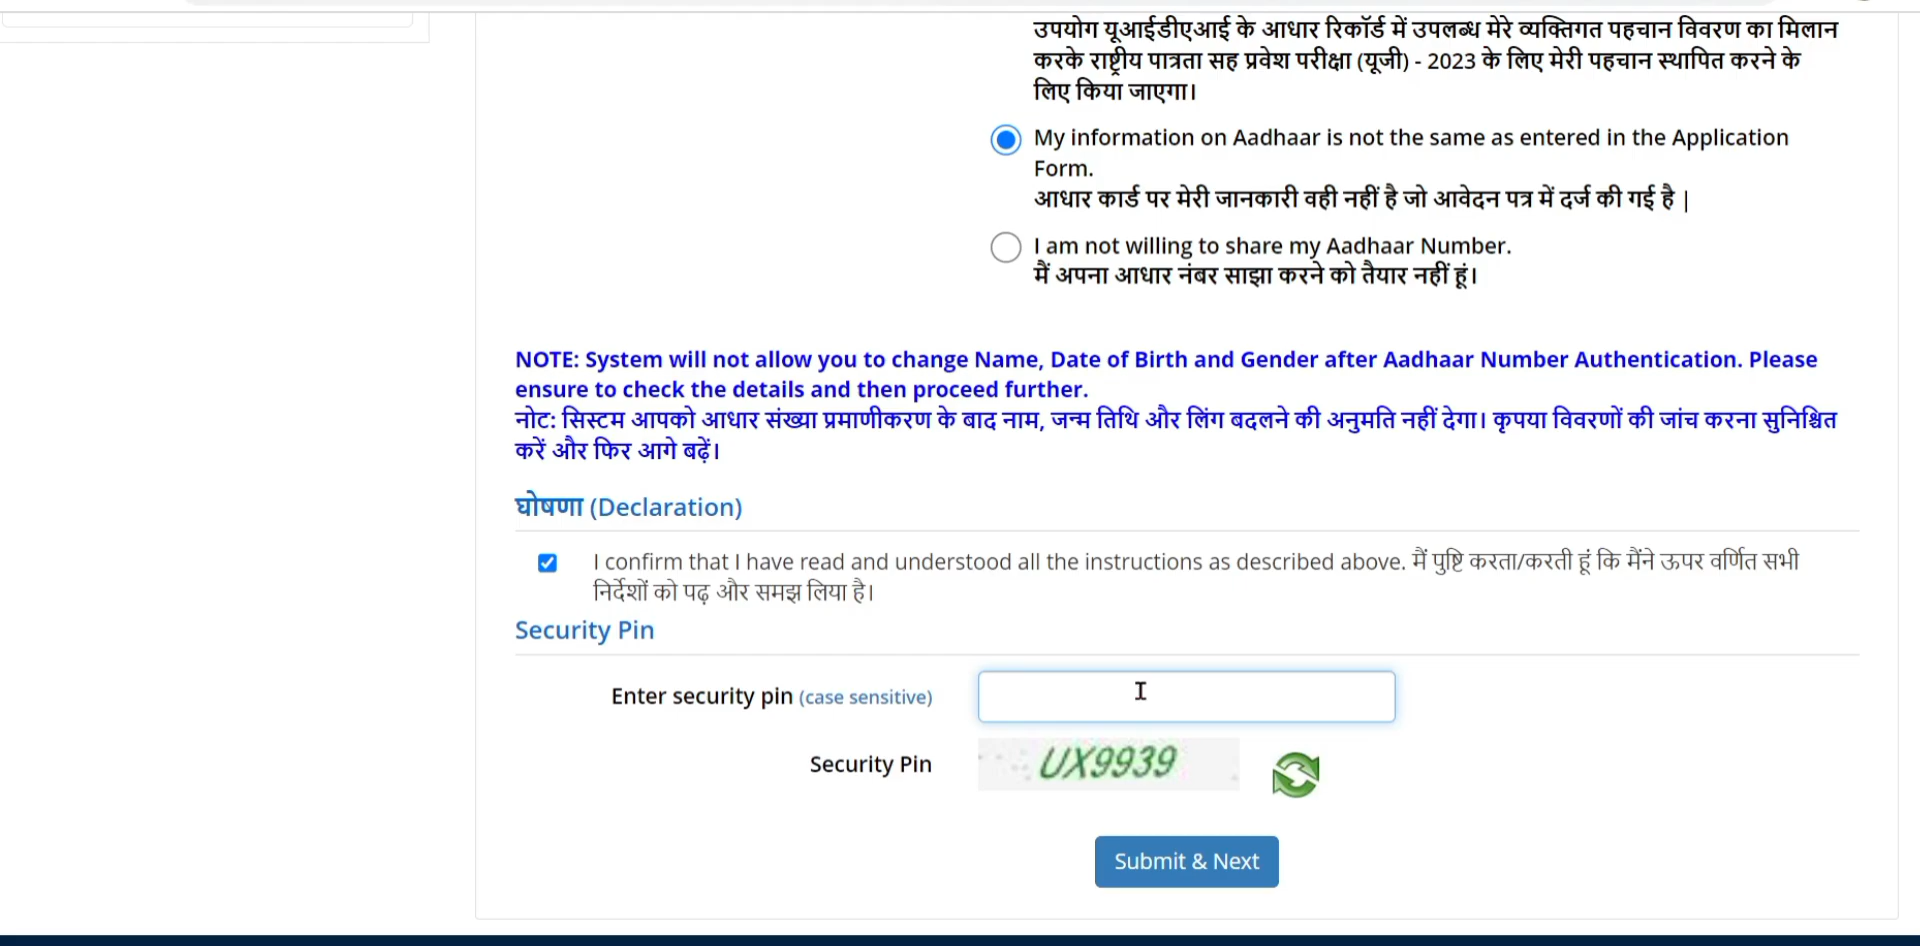 उपयोग यूआईडीएआई के आधार रिकॉर्ड में उपलब्ध मेरे व्यक्तिगत पहचान विवरण का मिलान
करके राष्ट्रीय पात्रता सह प्रवेश परीक्षा (यूजी) - 2023 के लिए मेरी पहचान स्थापित करने के
लिए किया जाएगा।
My information on Aadhaar is not the same as entered in the Application
Form.
आधार कार्ड पर मेरी जानकारी वही नहीं है जो आवेदन पत्र में दर्ज की गई है |
I am not willing to share my Aadhaar Number.
मैं अपना आधार नंबर साझा करने को तैयार नहीं हूं।
NOTE: System will not allow you to change Name, Date of Birth and Gender after Aadhaar Number Authentication. Please
ensure to check the details and then proceed further.
नोट: सिस्टम आपको आधार संख्या प्रमाणीकरण के बाद नाम, जन्म तिथि और लिंग बदलने की अनुमति नहीं देगा। कृपया विवरणों की जांच करना सुनिश्चित
करें और फिर आगे बढ़ें।
घोषणा (Declaration)
I confirm that I have read and understood all the instructions as described above. मैं पुष्टि करता/करती हूं कि मैंने ऊपर वर्णित सभी
निर्देशों को पढ़ और समझ लिया है।
Security Pin
Enter security pin (case sensitive)
Security Pin UX9939
Submit & Next